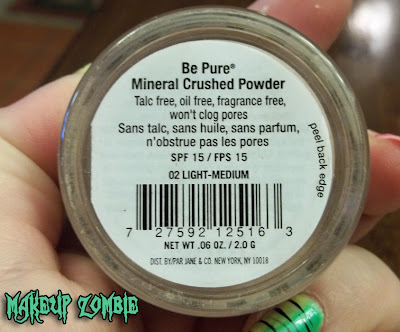 Be Pure®
Mineral Crushed Powder
Talc free, oil free, fragrance free,
won't clog pores
Sans talc, sans huile, sans parfum,
n'obstrue pas les pores
SPF 15 / FPS 15
02 LIGHT-MEDIUM
7 27592 12516 3
NET WT. .06 OZ. / 2.0 G
DIST. BY/PAR JANE & CO. NEW YORK, NY 10018
peel back edge
MAKEUP ZOMBIE